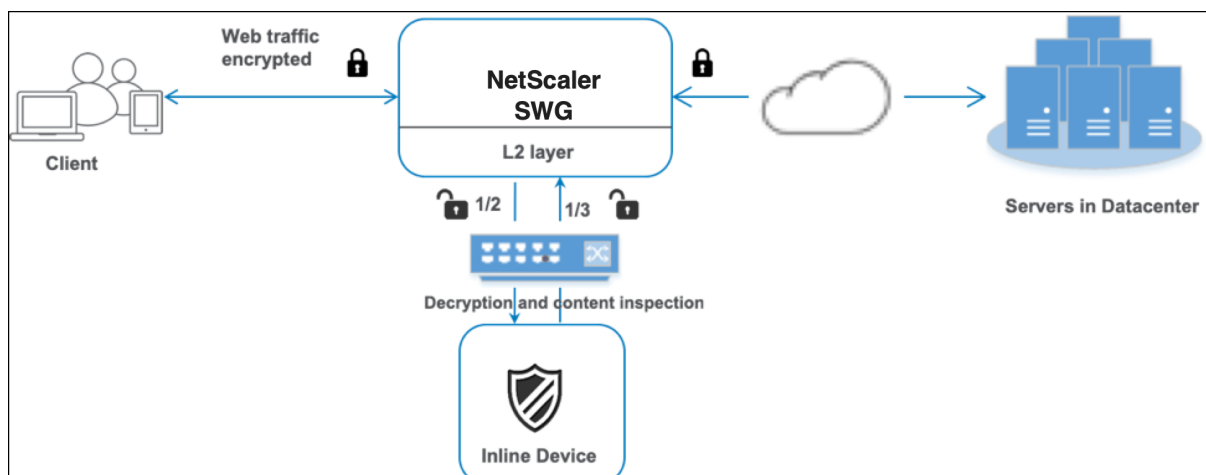 Web traffic
encrypted
NetScaler
SWG
L2 layer
Client
1/2
1/3
Servers in Datacenter
Decryption and content inspection
Inline Device